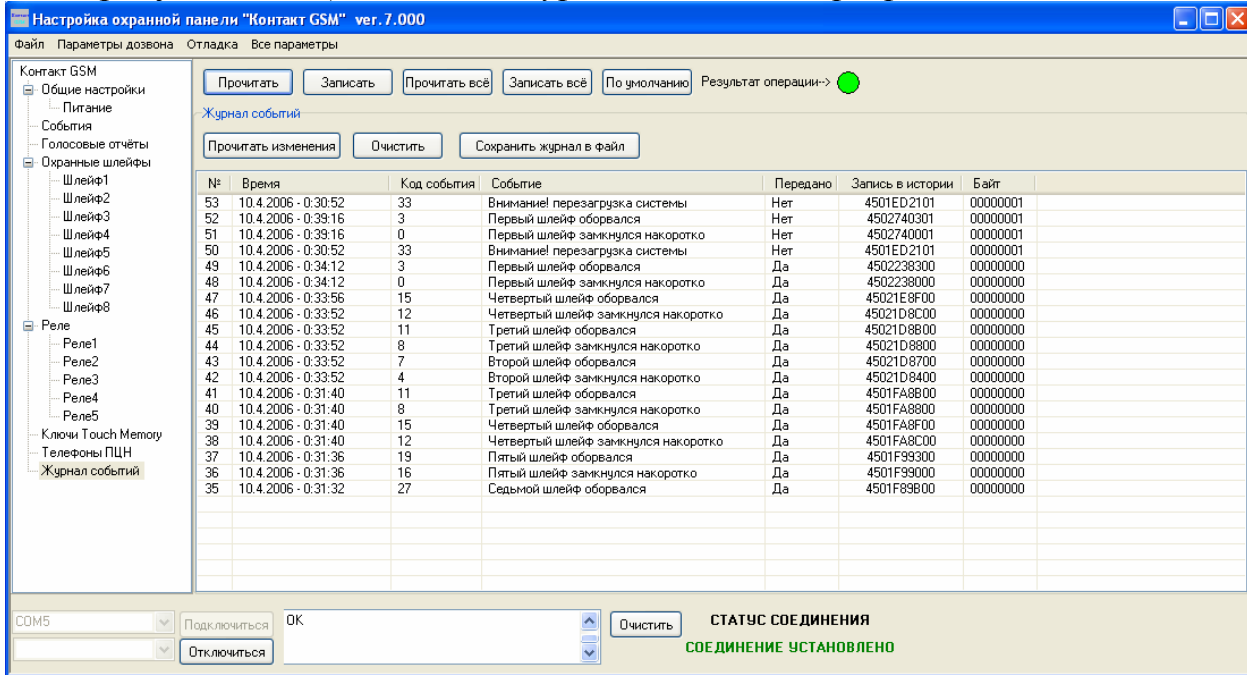 Настройка охранной панели "Контакт GSM" ver.7.000
Файл Параметры дозвона Отладка Все параметры
Контакт GSM
Общие настройки
Питание
События
Голосовые отчёты
Охранные шлейфы
Шлейф1
Шлейф2
Шлейф3
Шлейф4
Шлейф5
Шлейф6
Шлейф7
Шлейф8
Реле
Реле1
Реле2
Реле3
Реле4
Реле5
Ключи Touch Memory
Телефоны ПЦН
Журнал событий
Прочитать Записать Прочитать всё Записать всё По умолчанию Результат операции-->
Журнал событий
Прочитать изменения Очистить Сохранить журнал в файл
№ Время Код события Событие Передано Запись в истории Байт
53 10.4.2006 - 0:30:52 33 Внимание! перезагрузка системы Нет 4501ED2101 00000001
52 10.4.2006 - 0:39:16 3 Первый шлейф оборвался Нет 4502740301 00000001
51 10.4.2006 - 0:39:16 0 Первый шлейф замкнулся накоротко Нет 4502740001 00000001
50 10.4.2006 - 0:30:52 33 Внимание! перезагрузка системы Нет 4501ED2101 00000001
49 10.4.2006 - 0:34:12 3 Первый шлейф оборвался Да 4502238300 00000000
48 10.4.2006 - 0:34:12 0 Первый шлейф замкнулся накоротко Да 4502238000 00000000
47 10.4.2006 - 0:33:56 15 Четвертый шлейф оборвался Да 45021E8F00 00000000
46 10.4.2006 - 0:33:52 12 Четвертый шлейф замкнулся накоротко Да 45021D8C00 00000000
45 10.4.2006 - 0:33:52 11 Третий шлейф оборвался Да 45021D8B00 00000000
44 10.4.2006 - 0:33:52 8 Третий шлейф замкнулся накоротко Да 45021D8800 00000000
43 10.4.2006 - 0:33:52 7 Второй шлейф оборвался Да 45021D8700 00000000
42 10.4.2006 - 0:33:52 4 Второй шлейф замкнулся накоротко Да 45021D8400 00000000
41 10.4.2006 - 0:31:40 11 Третий шлейф оборвался Да 4501FA8B00 00000000
40 10.4.2006 - 0:31:40 8 Третий шлейф замкнулся накоротко Да 4501FA8800 00000000
39 10.4.2006 - 0:31:40 15 Четвертый шлейф оборвался Да 4501FA8F00 00000000
38 10.4.2006 - 0:31:40 12 Четвертый шлейф замкнулся накоротко Да 4501FA8C00 00000000
37 10.4.2006 - 0:31:36 19 Пятый шлейф оборвался Да 4501F99300 00000000
36 10.4.2006 - 0:31:36 16 Пятый шлейф замкнулся накоротко Да 4501F99000 00000000
35 10.4.2006 - 0:31:32 27 Седьмой шлейф оборвался Да 4501F89B00 00000000
COM5 Подключиться OK Очистить СТАТУС СОЕДИНЕНИЯ
Отключиться СОЕДИНЕНИЕ УСТАНОВЛЕНО